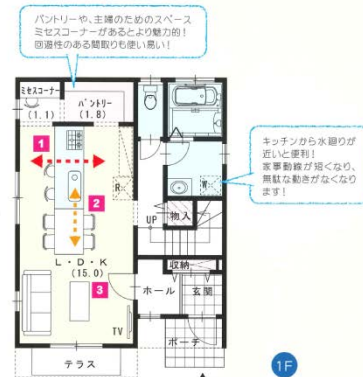 パントリーや、主婦のためのスペース
ミセスコーナーがあるとより魅力的!
回遊性のある間取りも使い易い!
ミセスコーナー
(1.1)
パントリー
(1.8)
1
キッチンから水廻りが
近いと便利!
家事動線が短くなり、
無駄な動きがなくなり
ます!
R
W
2
UP
物入
L・D・K
(15.0)
収納
3
ホール
玄関
TV
ポーチ
テラス
1F